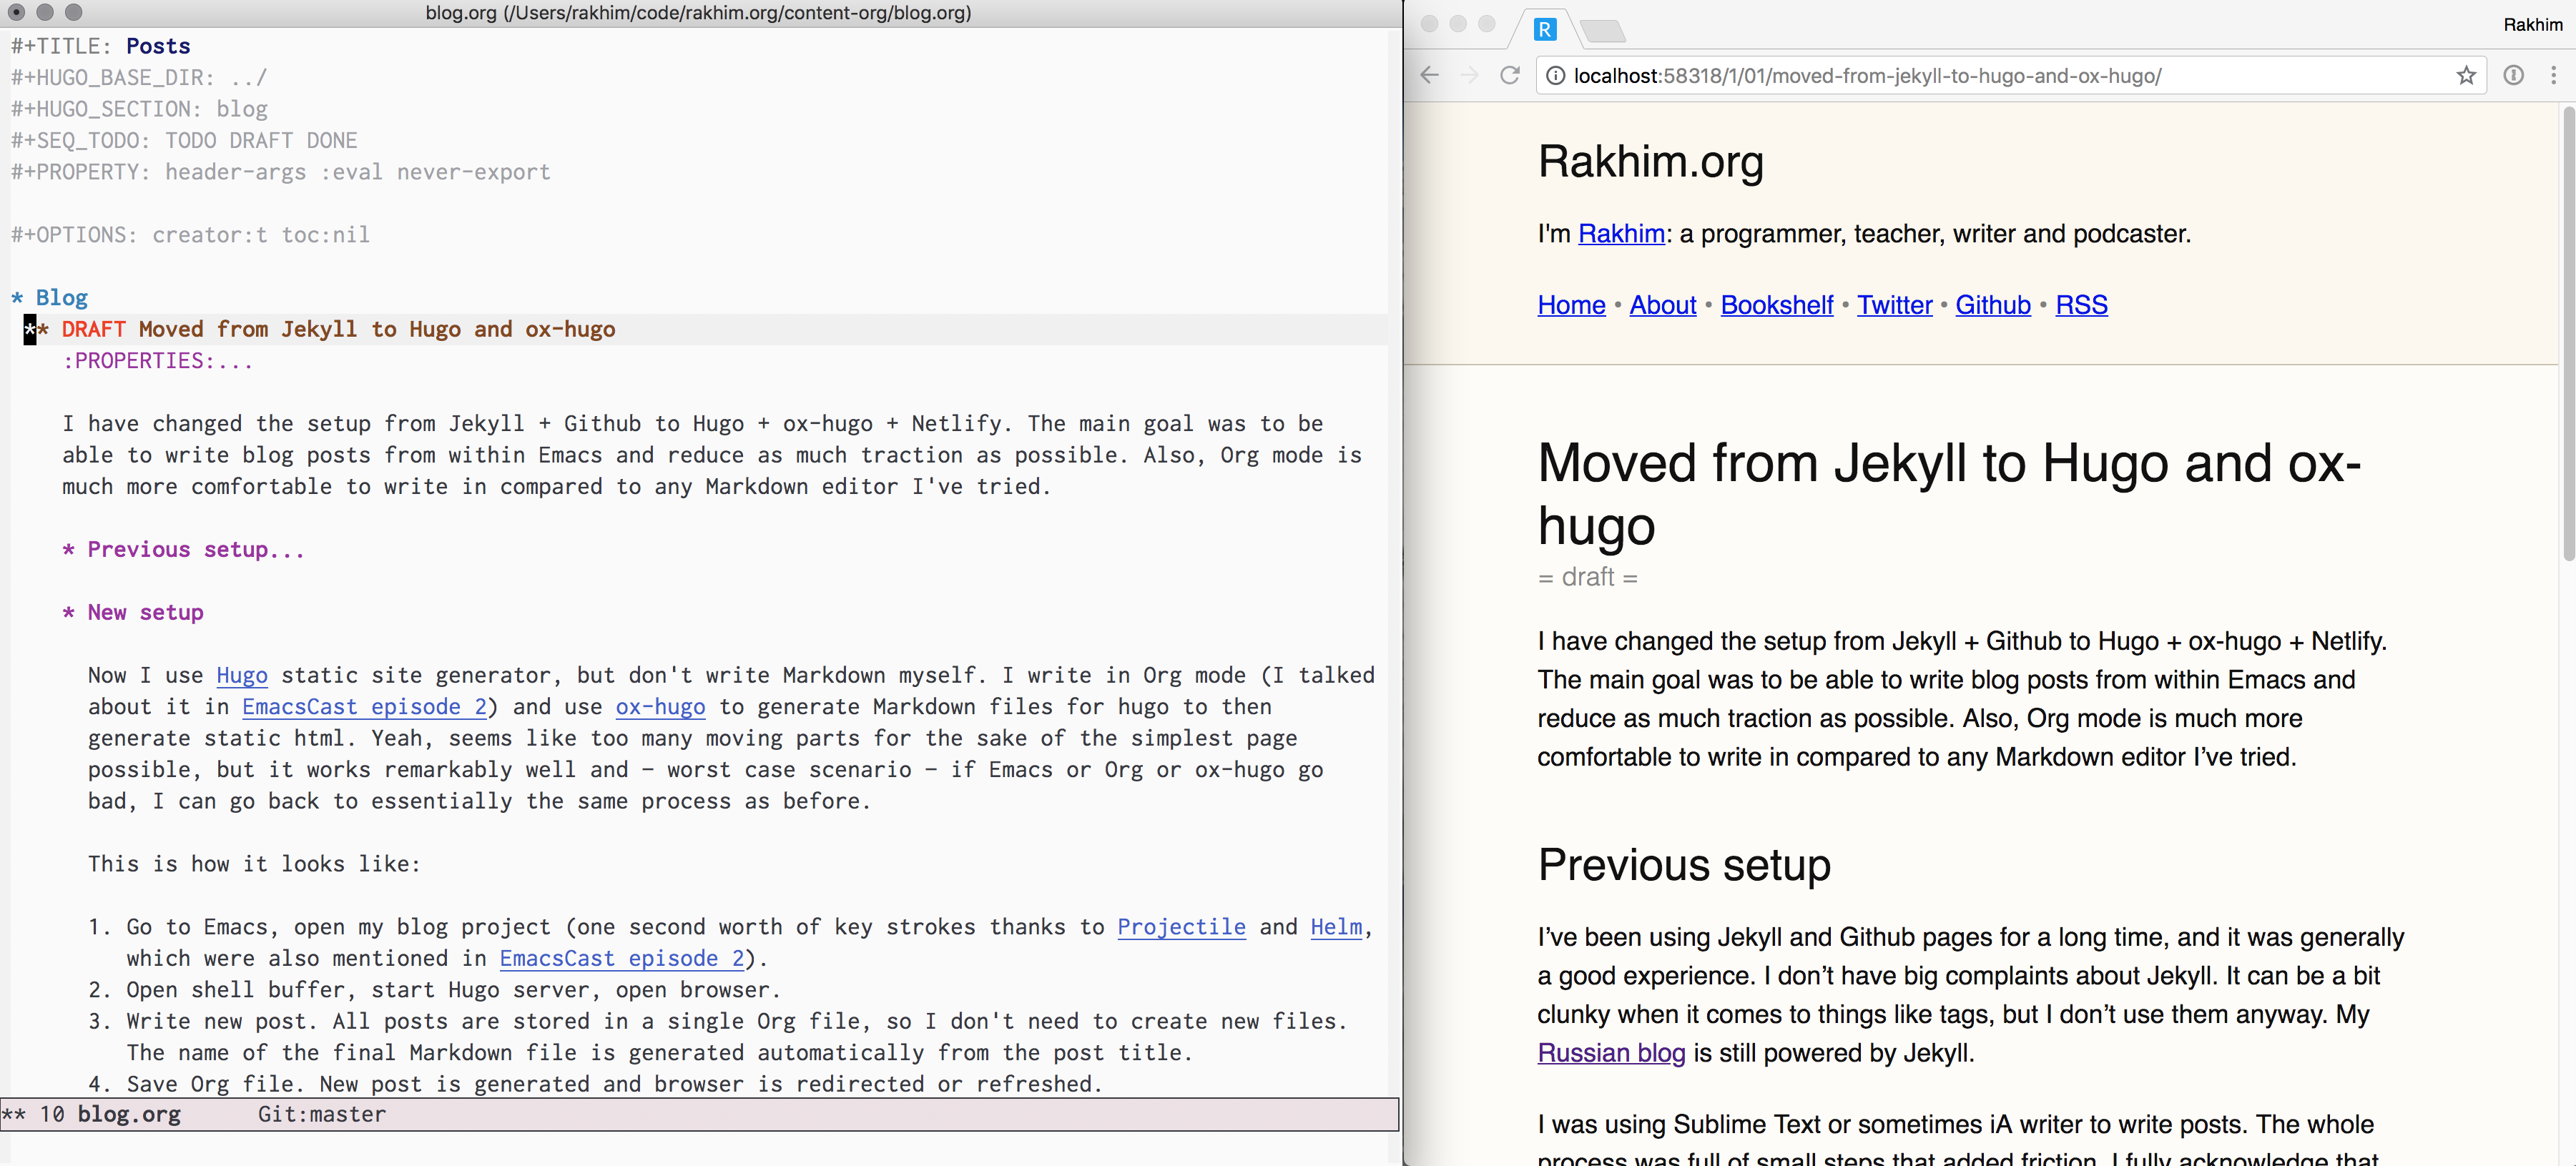 blog.org (/Users/rakhim/code/rakhim.org/content-org/blog.org)
#+TITLE: Posts
#+HUGO_BASE_DIR: ../
#+HUGO_SECTION: blog
#+SEQ_TODO: TODO DRAFT DONE
#+PROPERTY: header-args :eval never-export
#+OPTIONS: creator:t toc:nil
* Blog
** DRAFT Moved from Jekyll to Hugo and ox-hugo
:PROPERTIES:...
I have changed the setup from Jekyll + Github to Hugo + ox-hugo + Netlify. The main goal was to be
able to write blog posts from within Emacs and reduce as much traction as possible. Also, Org mode is
much more comfortable to write in compared to any Markdown editor I've tried.
* Previous setup...
* New setup
Now I use Hugo static site generator, but don't write Markdown myself. I write in Org mode (I talked
about it in EmacsCast episode 2) and use ox-hugo to generate Markdown files for hugo to then
generate static html. Yeah, seems like too many moving parts for the sake of the simplest page
possible, but it works remarkably well and – worst case scenario – if Emacs or Org or ox-hugo go
bad, I can go back to essentially the same process as before.
This is how it looks like:
1. Go to Emacs, open my blog project (one second worth of key strokes thanks to Projectile and Helm,
which were also mentioned in EmacsCast episode 2).
2. Open shell buffer, start Hugo server, open browser.
3. Write new post. All posts are stored in a single Org file, so I don't need to create new files.
The name of the final Markdown file is generated automatically from the post title.
4. Save Org file. New post is generated and browser is redirected or refreshed.
** 10 blog.org Git:master
R
Rakhim
localhost:58318/1/01/moved-from-jekyll-to-hugo-and-ox-hugo/
Rakhim.org
I'm Rakhim: a programmer, teacher, writer and podcaster.
Home • About • Bookshelf • Twitter • Github • RSS
Moved from Jekyll to Hugo and ox-
hugo
= draft =
I have changed the setup from Jekyll + Github to Hugo + ox-hugo + Netlify.
The main goal was to be able to write blog posts from within Emacs and
reduce as much traction as possible. Also, Org mode is much more
comfortable to write in compared to any Markdown editor I’ve tried.
Previous setup
I’ve been using Jekyll and Github pages for a long time, and it was generally
a good experience. I don’t have big complaints about Jekyll. It can be a bit
clunky when it comes to things like tags, but I don’t use them anyway. My
Russian blog is still powered by Jekyll.
I was using Sublime Text or sometimes iA writer to write posts. The whole
process was full of small steps that added friction. I fully acknowledge that